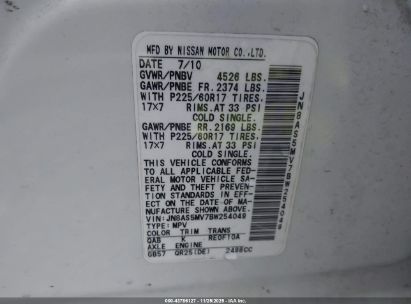 MFD BY NISSAN MOTOR CO.,LTD.
DATE 7/10
GVWR/PNBV 4526 LBS.
GAWR/PNBE FR. 2374 LBS.
WITH P225/60R17 TIRES,
17x7 RIMS.AT 33 PSI
COLD SINGLE.
GAWR/PNBE RR. 2169 LBS.
WITH P225/60R17 TIRES,
17x7 RIMS.AT 33 PSI
COLD SINGLE.
THIS VEHICLE CONFORMS
TO ALL APPLICABLE FED-
ERAL MOTOR VEHICLE SA-
FETY AND THEFT PREVEN-
TION STANDARDS IN EFF-
ECT ON THE DATE OF MA-
NUFACTURE SHOWN ABOVE.
VIN: JN8AS5MV7BW254049
TYPE: MPV
COLOR TRIM TRANS
QAB K RE0F10A
AXLE ENGINE
GB57 QR25(DE) 2488CC
JN8AS5MV7BW254049